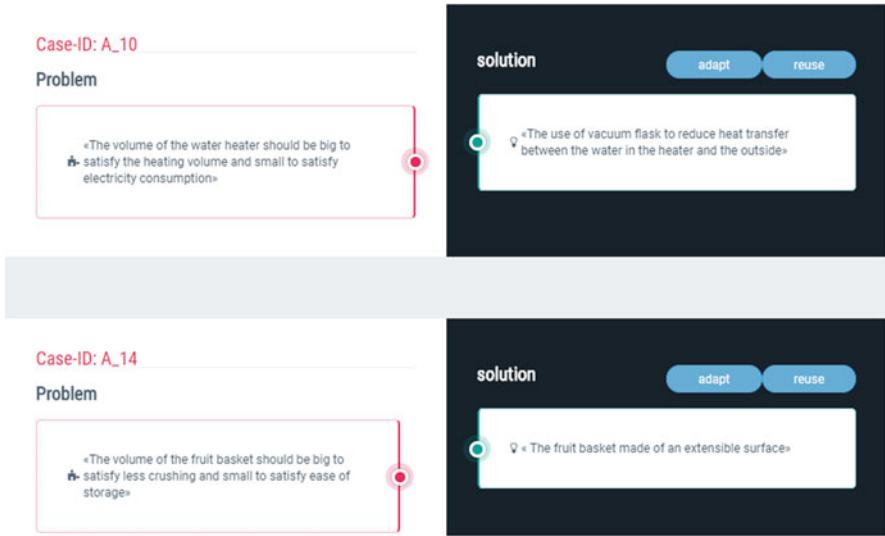 Case-ID: A_10
Problem
«The volume of the water heater should be big to
satisfy the heating volume and small to satisfy
electricity consumption»
solution
adapt
reuse
«The use of vacuum flask to reduce heat transfer
between the water in the heater and the outside»
Case-ID: A_14
Problem
«The volume of the fruit basket should be big to
satisfy less crushing and small to satisfy ease of
storage»
solution
adapt
reuse
« The fruit basket made of an extensible surface»